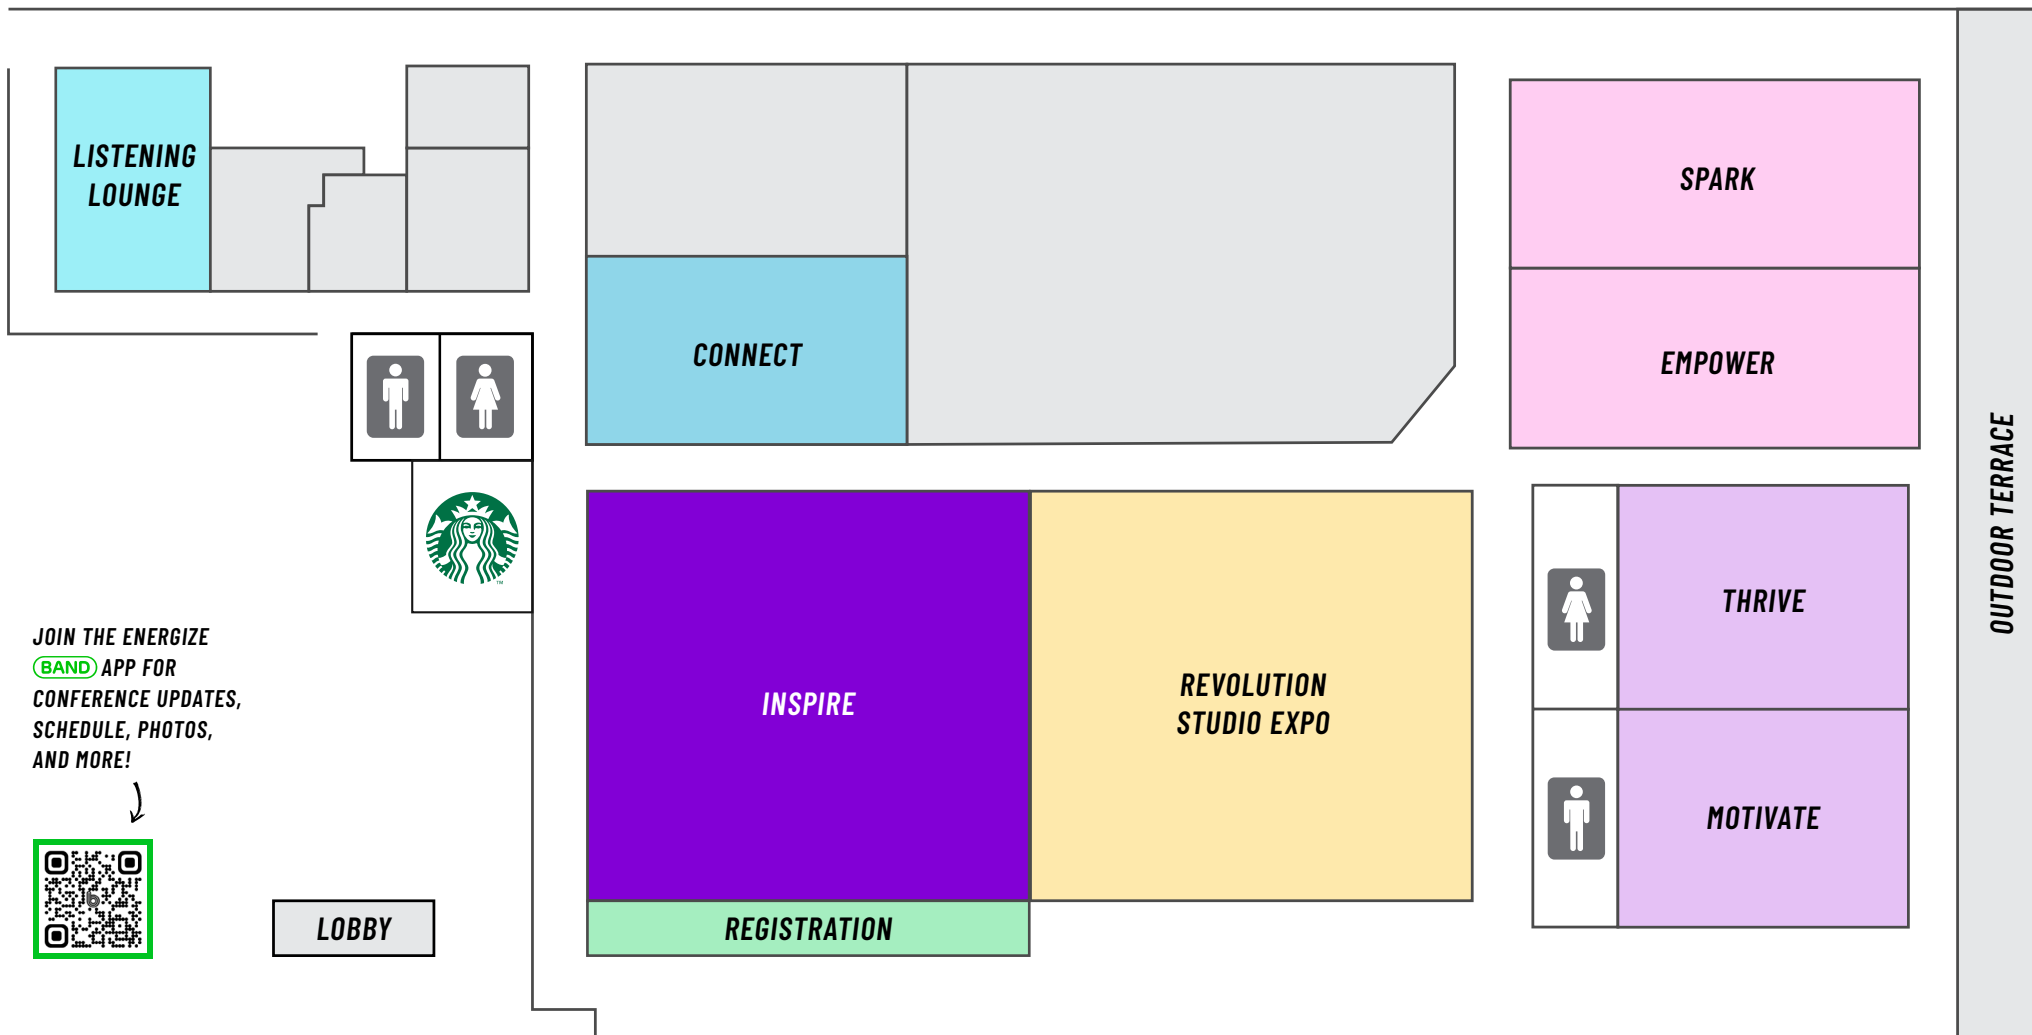 LISTENING
LOUNGE
SPARK
CONNECT
EMPOWER
OUTDOOR TERRACE
THRIVE
INSPIRE
REVOLUTION
STUDIO EXPO
MOTIVATE
REGISTRATION
JOIN THE ENERGIZE
BAND APP FOR
CONFERENCE UPDATES,
SCHEDULE, PHOTOS,
AND MORE!
LOBBY
TM